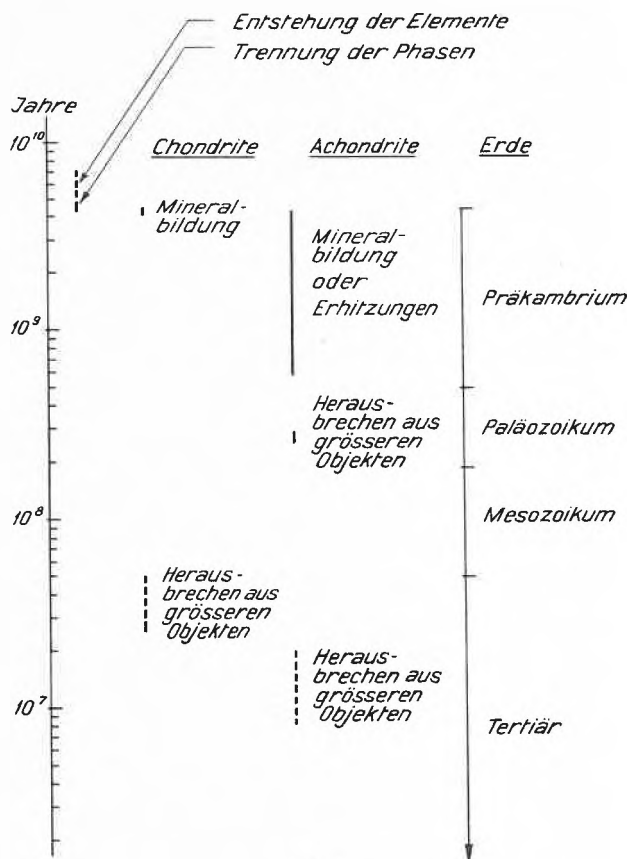 Entstehung der Elemente
Trennung der Phasen
Jahre
10¹⁰
Chondrite
Achondrite
Erde
Mineral-
bildung
Mineral-
bildung
oder
Erhitzungen
Präkambrium
10⁹
Heraus-
brechen aus
grösseren
Objekten
Paläozoikum
10⁸
Mesozoikum
Heraus-
brechen aus
grösseren
Objekten
Heraus-
brechen aus
grösseren
Objekten
10⁷
Tertiär